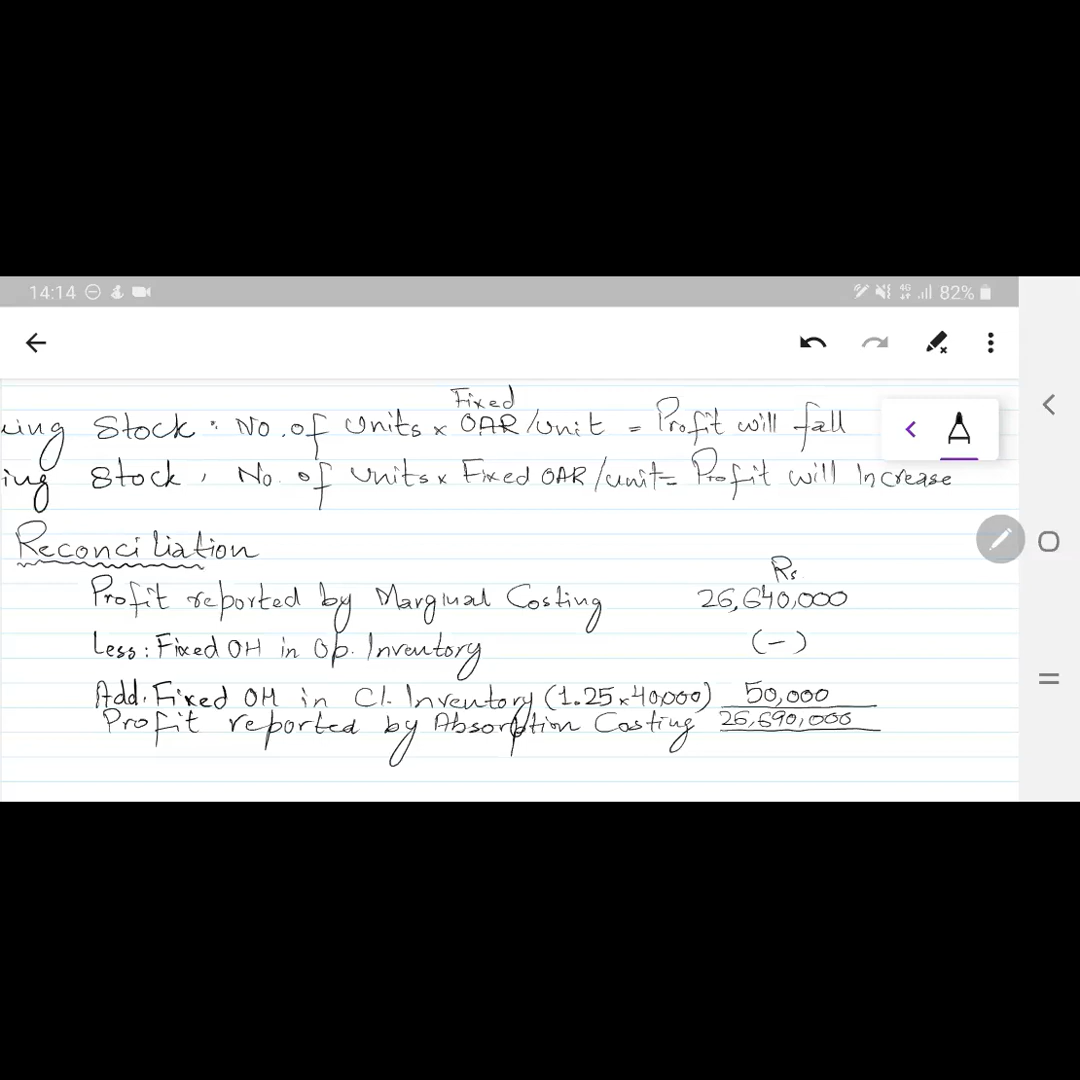 14:14 4G 82%
Fixed
ing Stock : No. of Units x OAR/unit = Profit will fall
ing Stock, No. of units x Fixed OAR/unit = Profit will Increase
Reconciliation
Rs.
Profit reported by Marginal Costing 26,640,000
Less: Fixed OH in Op. Inventory (-)
Add. Fixed OH in Cl. Inventory (1.25x40,000) 50,000
Profit reported by Absorption Costing 26,690,000